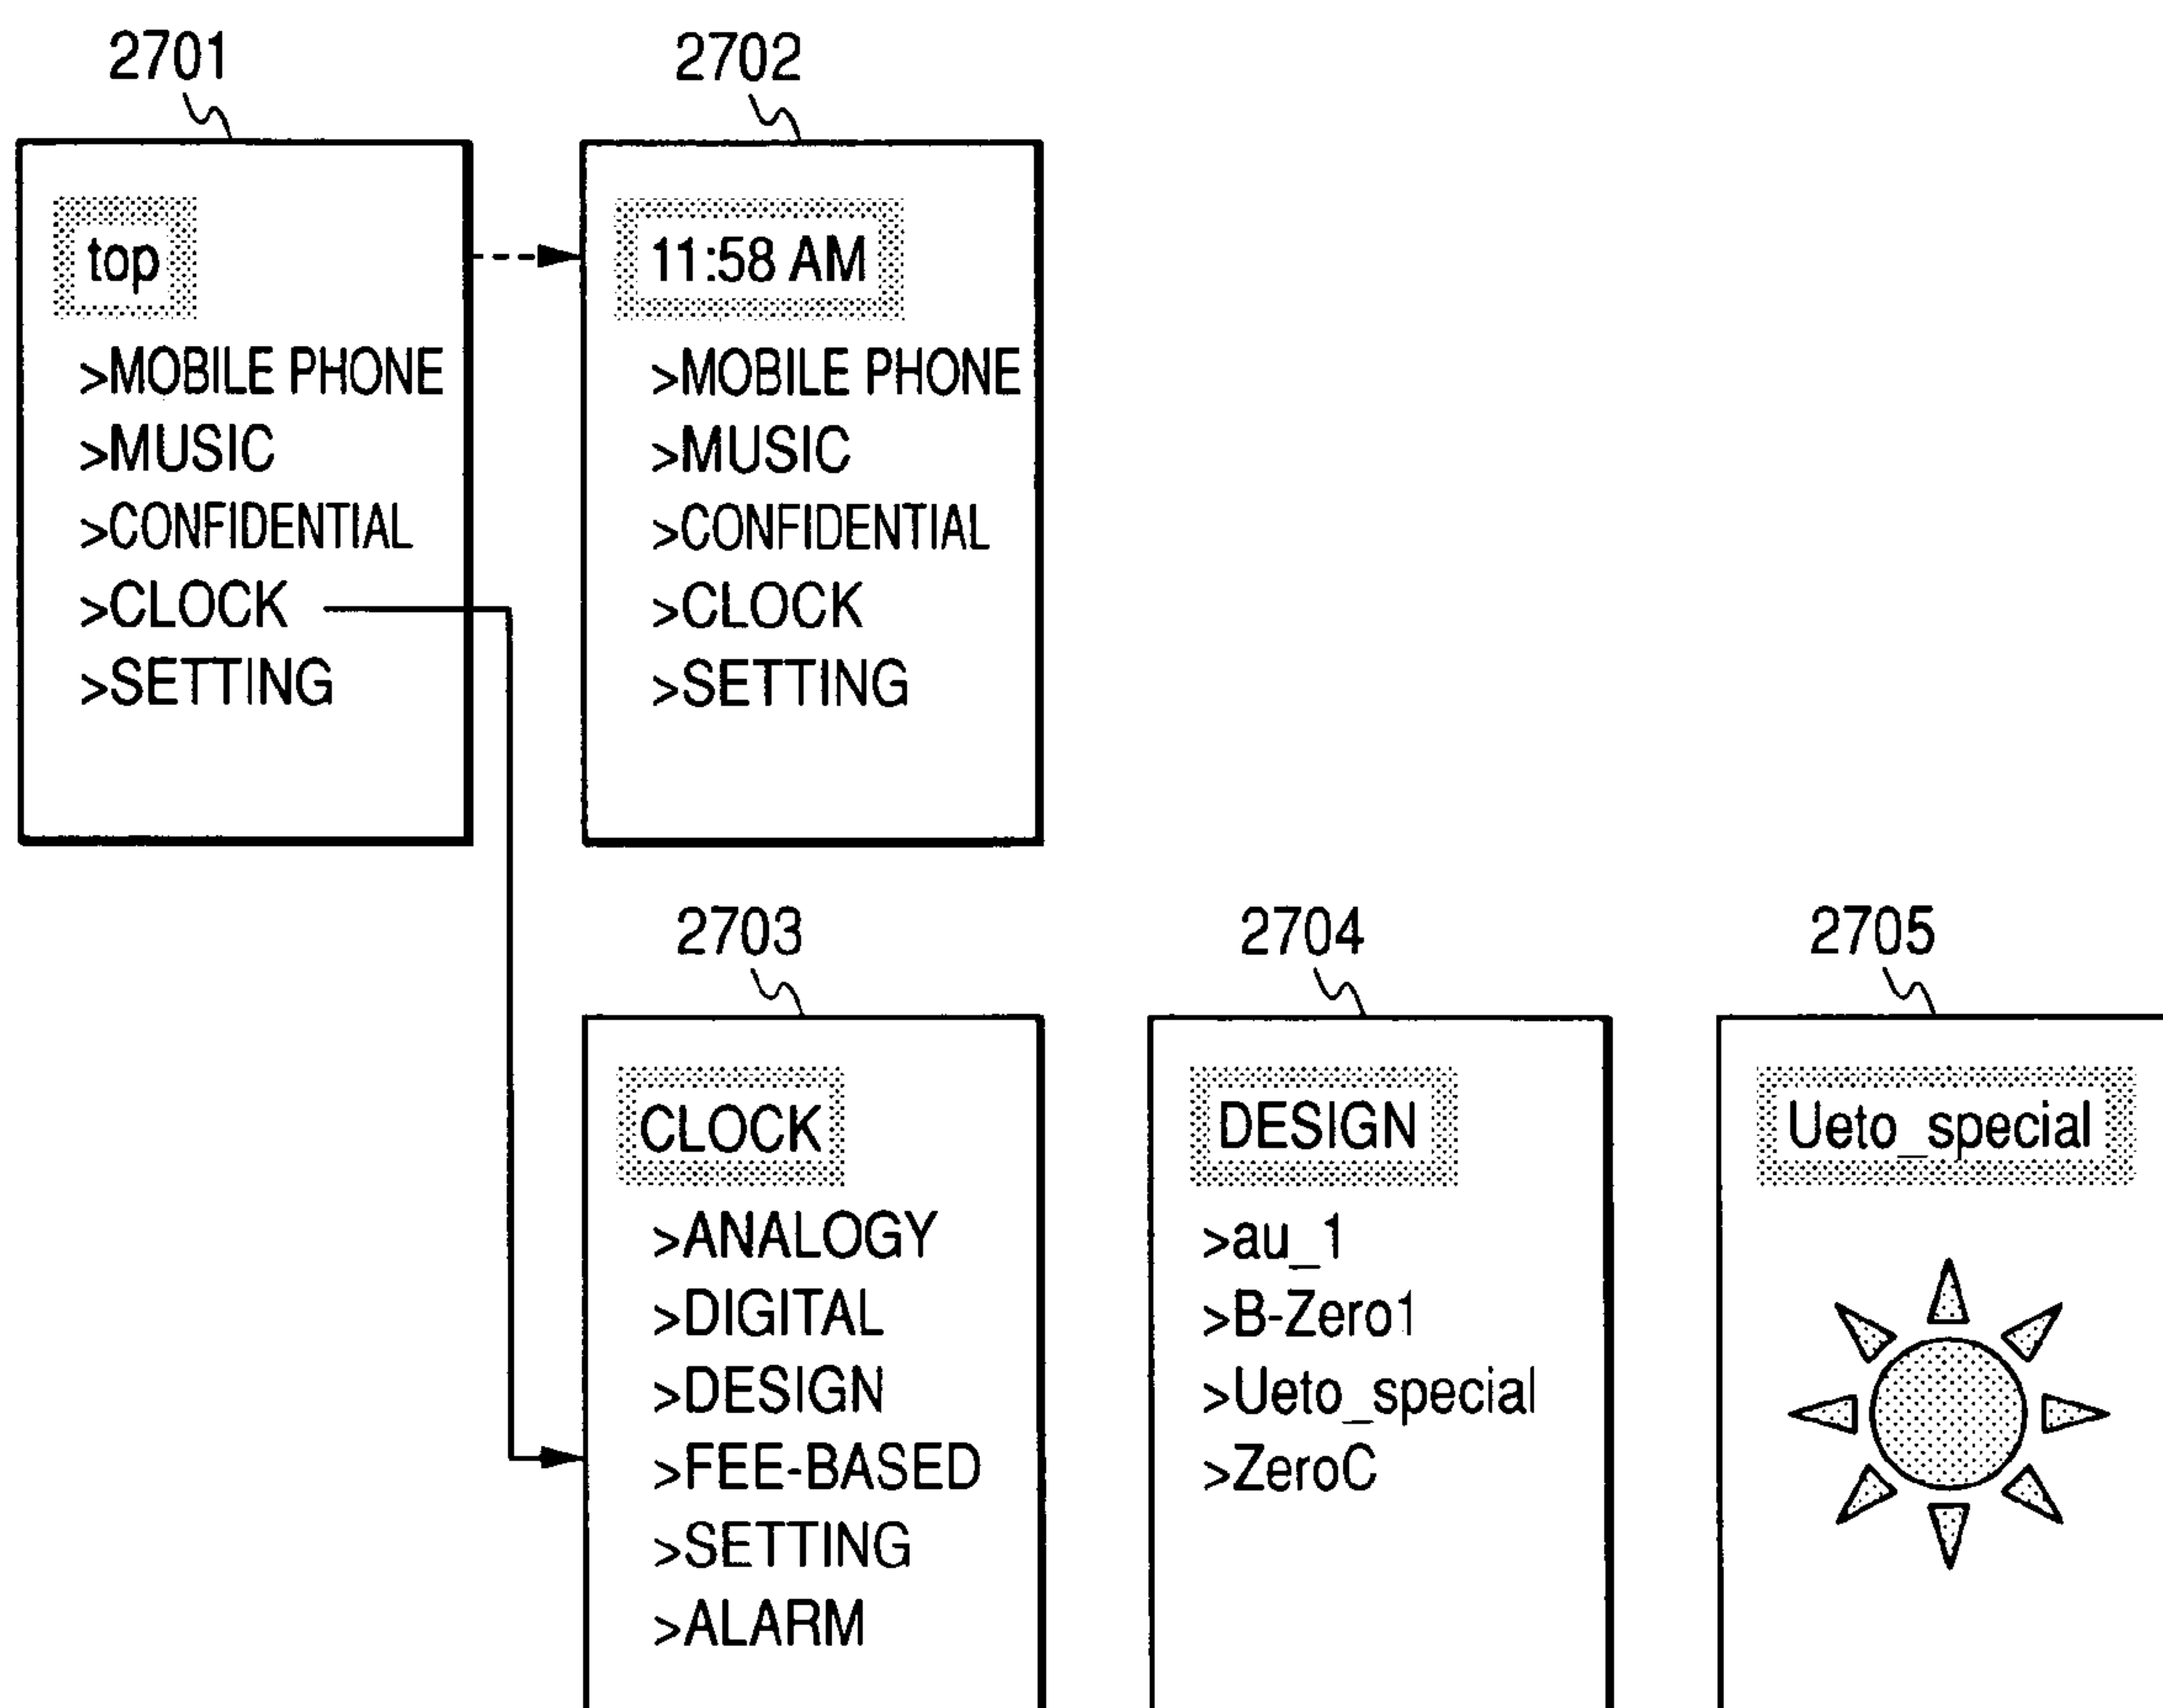 2701
top
>MOBILE PHONE
>MUSIC
>CONFIDENTIAL
>CLOCK
>SETTING
2702
11:58 AM
>MOBILE PHONE
>MUSIC
>CONFIDENTIAL
>CLOCK
>SETTING
2703
CLOCK
>ANALOGY
>DIGITAL
>DESIGN
>FEE-BASED
>SETTING
>ALARM
2704
DESIGN
>au_1
>B-Zero1
>Ueto_special
>ZeroC
2705
Ueto_special